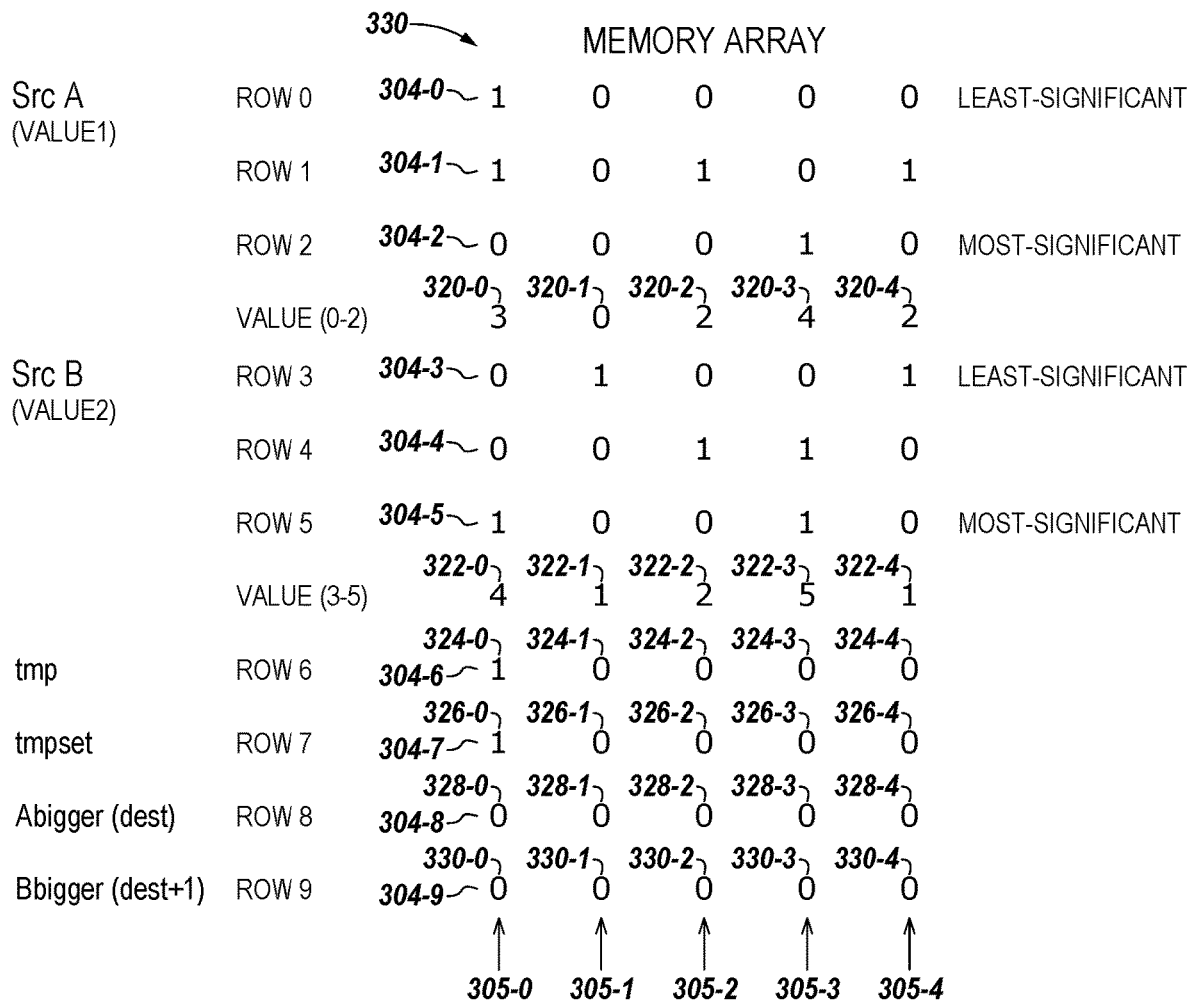 330 MEMORY ARRAY
Src A ROW 0 304-0 1 0 0 0 0 LEAST-SIGNIFICANT
(VALUE1)
ROW 1 304-1 1 0 1 0 1
ROW 2 304-2 0 0 0 1 0 MOST-SIGNIFICANT
320-0 320-1 320-2 320-3 320-4
VALUE (0-2) 3 0 2 4 2
Src B ROW 3 304-3 0 1 0 0 1 LEAST-SIGNIFICANT
(VALUE2)
ROW 4 304-4 0 0 1 1 0
ROW 5 304-5 1 0 0 1 0 MOST-SIGNIFICANT
322-0 322-1 322-2 322-3 322-4
VALUE (3-5) 4 1 2 5 1
324-0 324-1 324-2 324-3 324-4
tmp ROW 6 304-6 1 0 0 0 0
326-0 326-1 326-2 326-3 326-4
tmpset ROW 7 304-7 1 0 0 0 0
328-0 328-1 328-2 328-3 328-4
Abigger (dest) ROW 8 304-8 0 0 0 0 0
330-0 330-1 330-2 330-3 330-4
Bbigger (dest+1) ROW 9 304-9 0 0 0 0 0
305-0 305-1 305-2 305-3 305-4